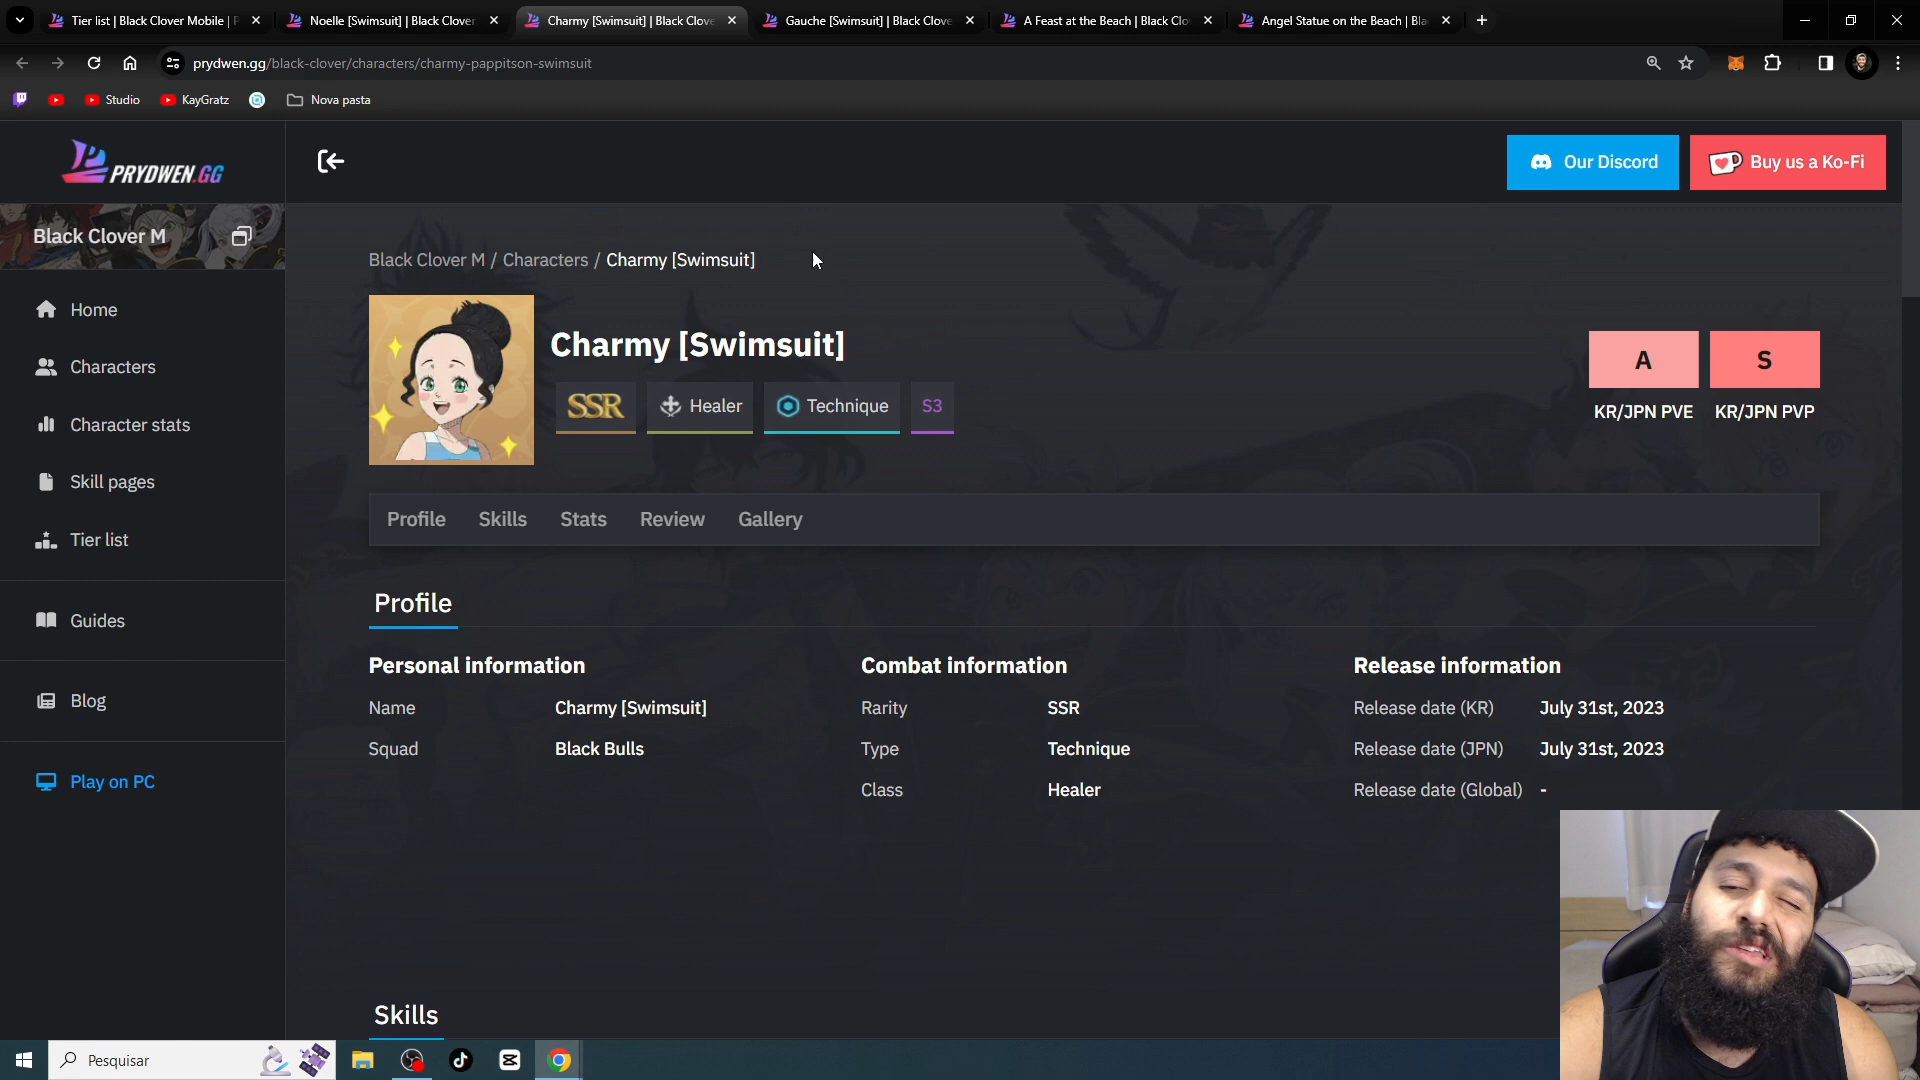 Tier list | Black Clover Mobile | P
Noelle [Swimsuit] | Black Clover
Charmy [Swimsuit] | Black Clove
Gauche [Swimsuit] | Black Clove
A Feast at the Beach | Black Clo
Angel Statue on the Beach | Bla
prydwen.gg/black-clover/characters/charmy-pappitson-swimsuit
Studio
KayGratz
Nova pasta
PRYDWEN.GG
Our Discord
Buy us a Ko-Fi
Black Clover M
Home
Characters
Character stats
Skill pages
Tier list
Guides
Blog
Play on PC
Black Clover M / Characters / Charmy [Swimsuit]
Charmy [Swimsuit]
SSR
Healer
Technique
S3
A
S
KR/JPN PVE
KR/JPN PVP
Profile
Skills
Stats
Review
Gallery
Profile
Personal information
Name Charmy [Swimsuit]
Squad Black Bulls
Combat information
Rarity SSR
Type Technique
Class Healer
Release information
Release date (KR) July 31st, 2023
Release date (JPN) July 31st, 2023
Release date (Global) -
Skills
Pesquisar